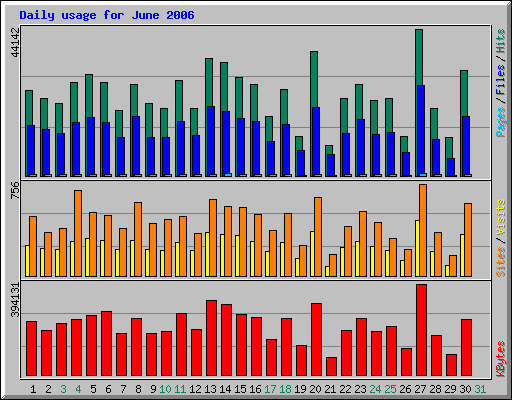 Daily usage for June 2006
44142
Pages/Files/Hits
756
Sites/Visits
394131
KBytes
1 2 3 4 5 6 7 8 9 10 11 12 13 14 15 16 17 18 19 20 21 22 23 24 25 26 27 28 29 30 31